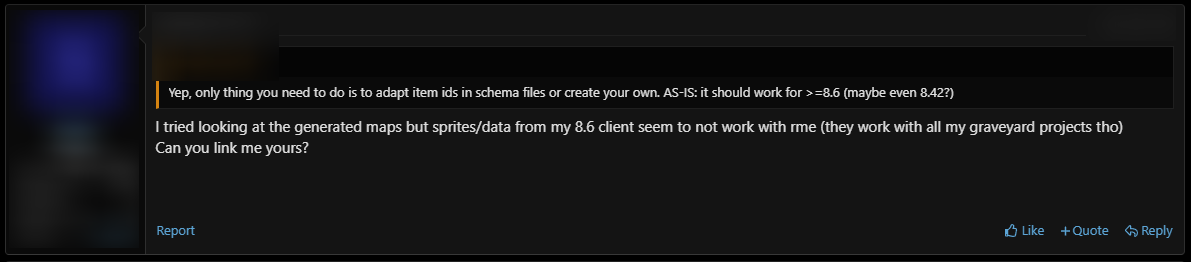 Yep, only thing you need to do is to adapt item ids in schema files or create your own. AS-IS: it should work for >=8.6 (maybe even 8.42?)
I tried looking at the generated maps but sprites/data from my 8.6 client seem to not work with rme (they work with all my graveyard projects tho)
Can you link me yours?
Report
Like
+Quote
Reply